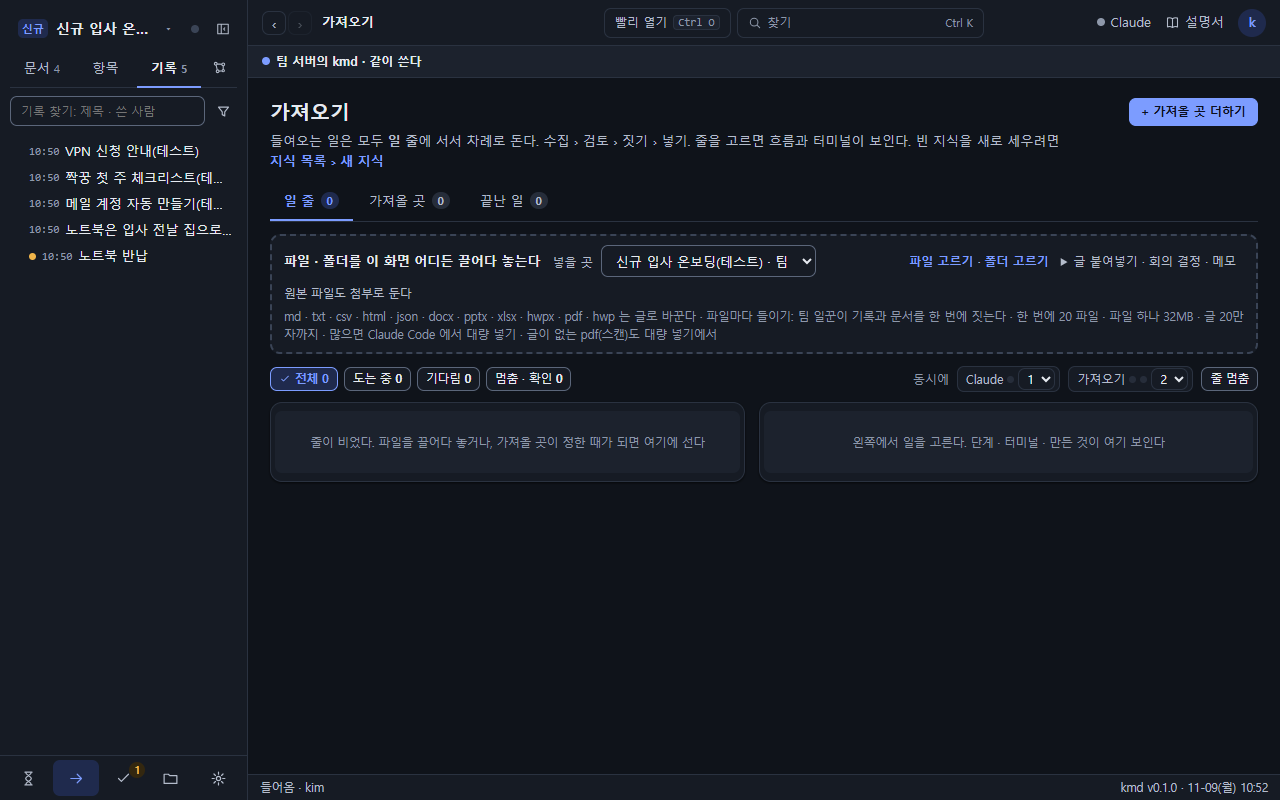 신규 신규 입사 온...
문서 4 항목 기록 5
기록 찾기: 제목 · 쓴 사람
10:50 VPN 신청 안내(테스트)
10:50 짝꿍 첫 주 체크리스트(테...
10:50 메일 계정 자동 만들기(테...
10:50 노트북은 입사 전날 집으로...
10:50 노트북 반납
1
가져오기
빨리 열기 Ctrl O
찾기 Ctrl K
Claude
설명서
k
팀 서버의 kmd · 같이 쓴다
가져오기
+ 가져올 곳 더하기
들어오는 일은 모두 일 줄에 서서 차례로 돈다. 수집 › 검토 › 짓기 › 넣기. 줄을 고르면 흐름과 터미널이 보인다. 빈 지식을 새로 세우려면
지식 목록 › 새 지식
일 줄 0 가져올 곳 0 끝난 일 0
파일 · 폴더를 이 화면 어디든 끌어다 놓는다 넣을 곳 신규 입사 온보딩(테스트) · 팀 파일 고르기 · 폴더 고르기 ▶ 글 붙여넣기 · 회의 결정 · 메모
원본 파일도 첨부로 둔다
md · txt · csv · html · json · docx · pptx · xlsx · hwpx · pdf · hwp 는 글로 바꾼다 · 파일마다 들이기: 팀 일꾼이 기록과 문서를 한 번에 짓는다 · 한 번에 20 파일 · 파일 하나 32MB · 글 20만
자까지 · 많으면 Claude Code 에서 대량 넣기 · 글이 없는 pdf(스캔)도 대량 넣기에서
✓ 전체 0 도는 중 0 기다림 0 멈춤 · 확인 0 동시에 Claude 1 가져오기 2 줄 멈춤
줄이 비었다. 파일을 끌어다 놓거나, 가져올 곳이 정한 때가 되면 여기에 선다
왼쪽에서 일을 고른다. 단계 · 터미널 · 만든 것이 여기 보인다
들어옴 · kim
kmd v0.1.0 · 11-09(월) 10:52